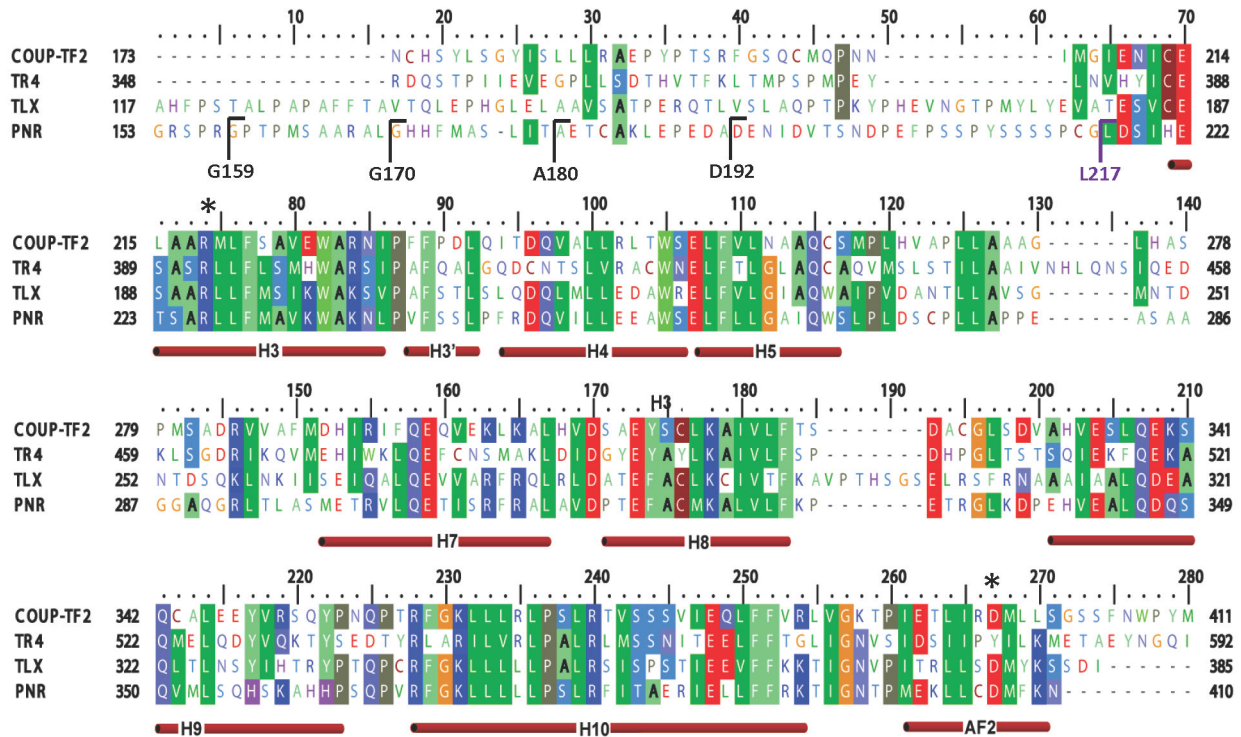 10 20 30 40 50 60 70
COUP-TF2 173 ----------------NCHSYLSGYISLLLRAEPYPTSRFGSQCMQPNN------------IMGIENICE 214
TR4 348 ----------------RDQSTPIIEVEGPLLSDTHVTFKLTMPSPMPEY-------------LNVHYICE 388
TLX 117 AHFPSTALPAPAFFTAVTQLEPHGLELAAVSATPERQTLVSLAQPTPKYPHEVNGTPMYLYEVATESVCE 187
PNR 153 GRSPRGPTPMSAARALGHHFMAS-LITAETCAKLEPEDADENIDVTSNDPEFPSSPYSSSSPCGLDSIHE 222
G159 G170 A180 D192 L217
* 80 90 100 110 120 130 140
COUP-TF2 215 LAARMLFSAVEWARNIPFFPDLQITDQVALLRLTWSELFVLNAAQCSMPLHVAPLLAAAG------LHAS 278
TR4 389 SASRLLFLSMHWARSIPAFQALGQDCNTSLVRACWNELFTLGLAQCAQVMSLSTILAAIVNHLQNSIQED 458
TLX 188 SAARLLFMSIKWAKSVPAFSTLSLQDQLMLLEDAWRELFVLGIAQWAIPVDANTLLAVSG------MNTD 251
PNR 223 TSARLLFMAVKWAKNLPVFSSLPFRDQVILLEEAWSELFLLGAIQWSLPLDSCPLLAPPE------ASAA 286
H3 H3' H4 H5
150 160 170 H3 180 190 200 210
COUP-TF2 279 PMSADRVVAFMDHIRIFQEQVEKLKALHVDSAEYSCLKAIVLFTS-------DACGLSDVAHVESLQEKS 341
TR4 459 KLSGDRIKQVMEHIWKLQEFCNSMAKLDIDGYEYAYLKAIVLFSP-------DHPGLTSTSQIEKFQEKA 521
TLX 252 NTDSQKLNKIISEIQALQEVVARFRQLRLDATEFACLKCIVTFKAVPTHSGSELRSFRNAAAIAALQDEA 321
PNR 287 GGAQGRLTLASMETRVLQETISRFRALAVDPTEFACMKALVLFKP-------ETRGLKDPEHVEALQDQS 349
H7 H8
220 230 240 250 260 * 270 280
COUP-TF2 342 QCALEEYVRSQYPNQPTRFGKLLLRLPSLRTVSSSVIEQLFFVRLVGKTPIETLIRDMLLSGSSFNWPYM 411
TR4 522 QMELQDYVQKTYSEDTYRLARILVRLPALRLMSSNITEELFFTGLIGNVSIDSIIPYILKMETAEYNGQI 592
TLX 322 QLTLNSYIHTRYPTQPCRFGKLLLLLPALRSISPSTIEEVFFKKTIGNVPITRLLSDMYKSSDI------- 385
PNR 350 QVMLSQHSKAHHPSQPVRFGKLLLLLPSLRFITAERIELLFFRKTIGNTPMEKLLCDMFKN--------- 410
H9 H10 AF2